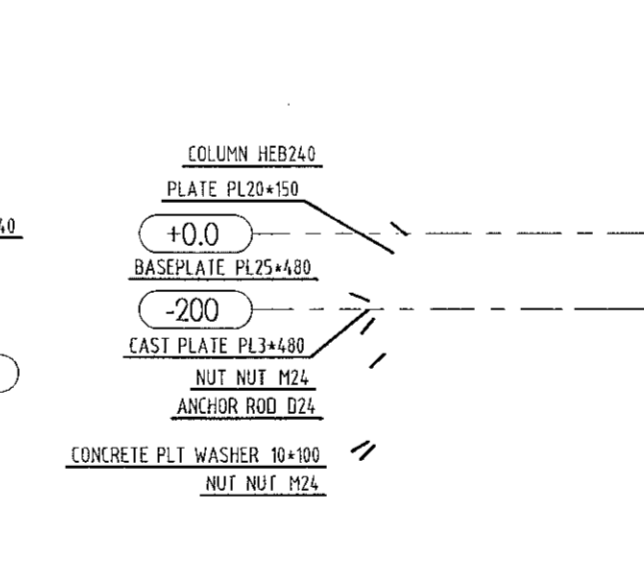 COLUMN HEB240
PLATE PL20*150
40
+0.0
BASEPLATE PL25*480
-200
CAST PLATE PL3*480
NUT NUT M24
ANCHOR ROD D24
CONCRETE PLT WASHER 10*100
NUT NUT M24